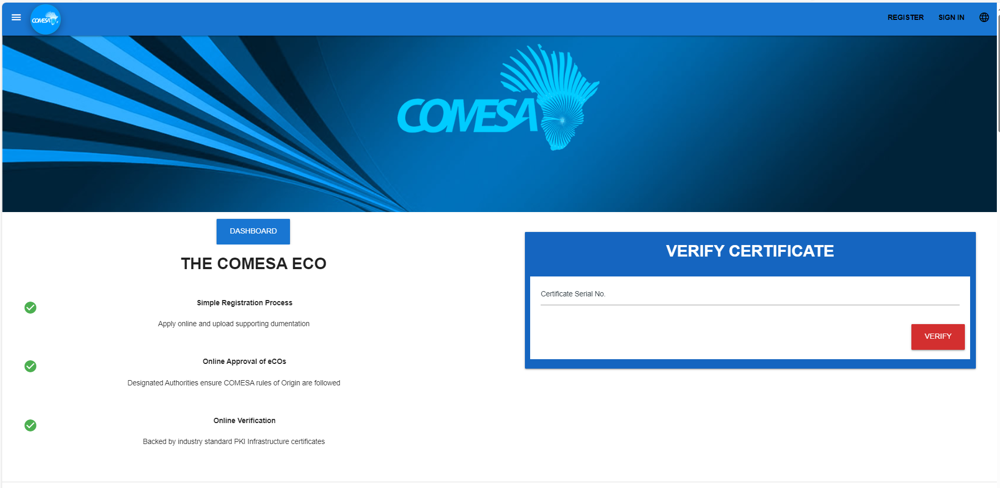 COMESA
REGISTER
SIGN IN
COMESA
DASHBOARD
THE COMESA ECO
Simple Registration Process
Apply online and upload supporting dumentation
Online Approval of eCOs
Designated Authorities ensure COMESA rules of Origin are followed
Online Verification
Backed by industry standard PKI Infrastructure certificates
VERIFY CERTIFICATE
Certificate Serial No.
VERIFY